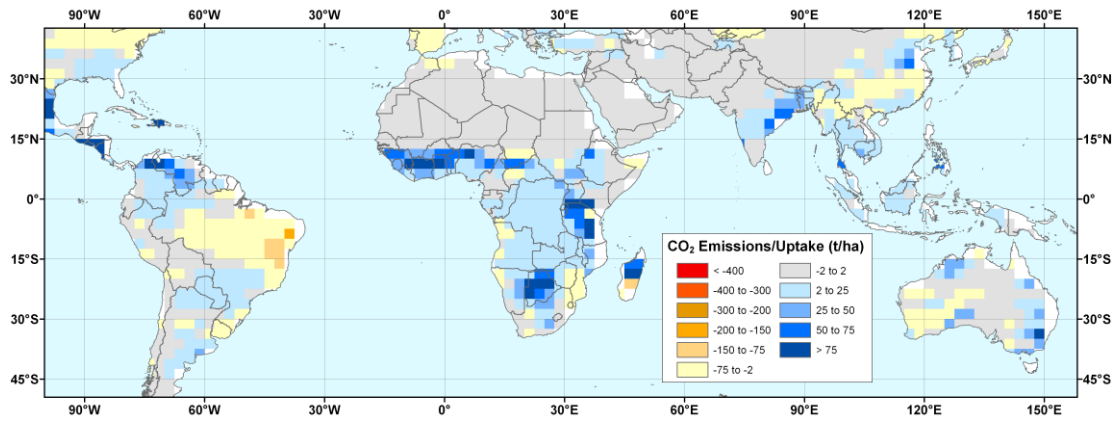 90°W 60°W 30°W 0° 30°E 60°E 90°E 120°E 150°E
30°N 30°N
15°N 15°N
0° 0°
CO₂ Emissions/Uptake (t/ha)
< -400 -2 to 2
15°S 15°S
-400 to -300 2 to 25
-300 to -200 25 to 50
30°S 30°S
-200 to -150 50 to 75
-150 to -75 > 75
-75 to -2
45°S 45°S
90°W 60°W 30°W 0° 30°E 60°E 90°E 120°E 150°E